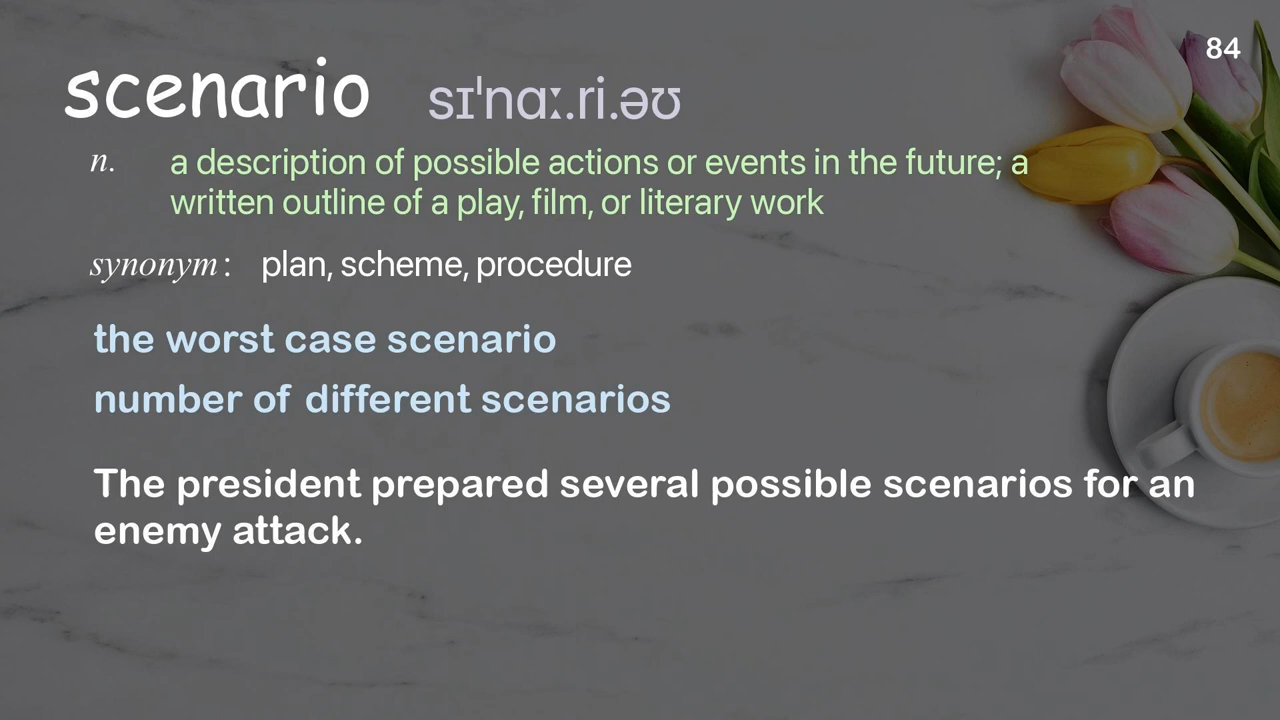 84
scenario sɪˈnɑː.ri.əʊ
n. a description of possible actions or events in the future; a
written outline of a play, film, or literary work
synonym: plan, scheme, procedure
the worst case scenario
number of different scenarios
The president prepared several possible scenarios for an
enemy attack.